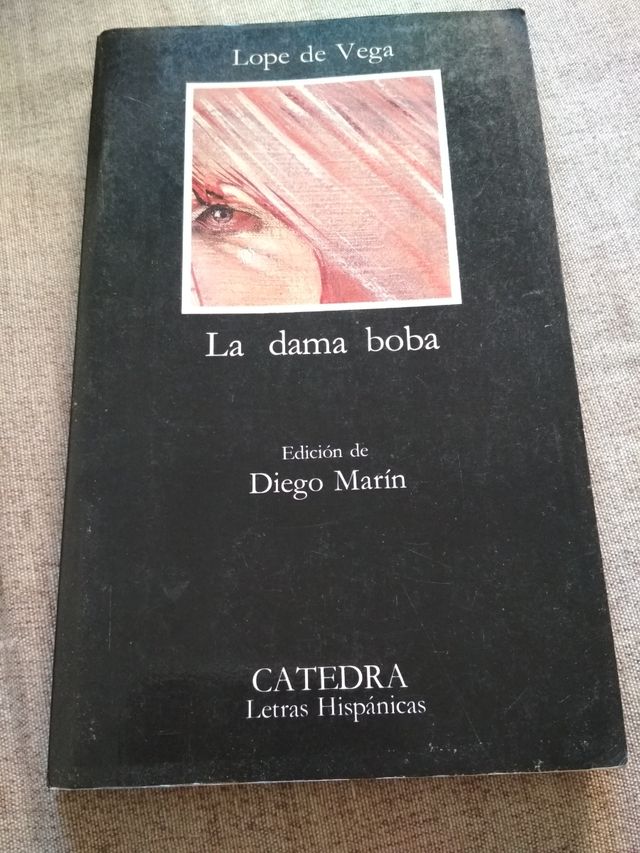 Lope de Vega
La dama boba
Edición de
Diego Marín
CATEDRA
Letras Hispánicas